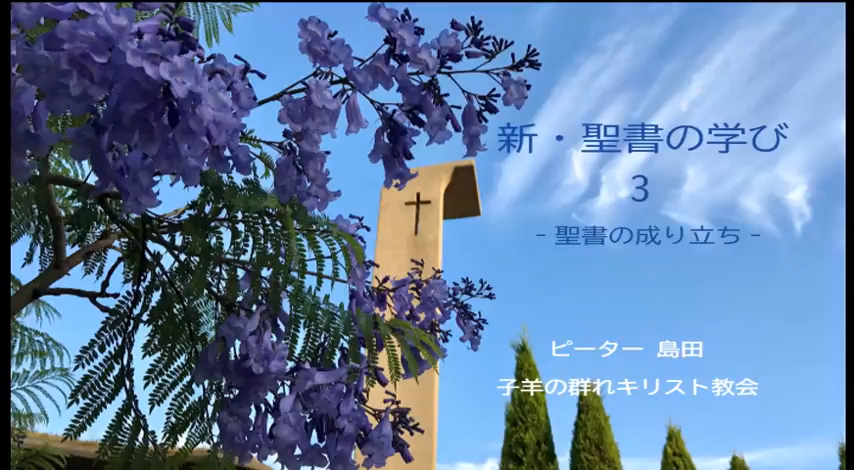 新・聖書の学び
3
- 聖書の成り立ち -
ピーター 島田
子羊の群れキリスト教会